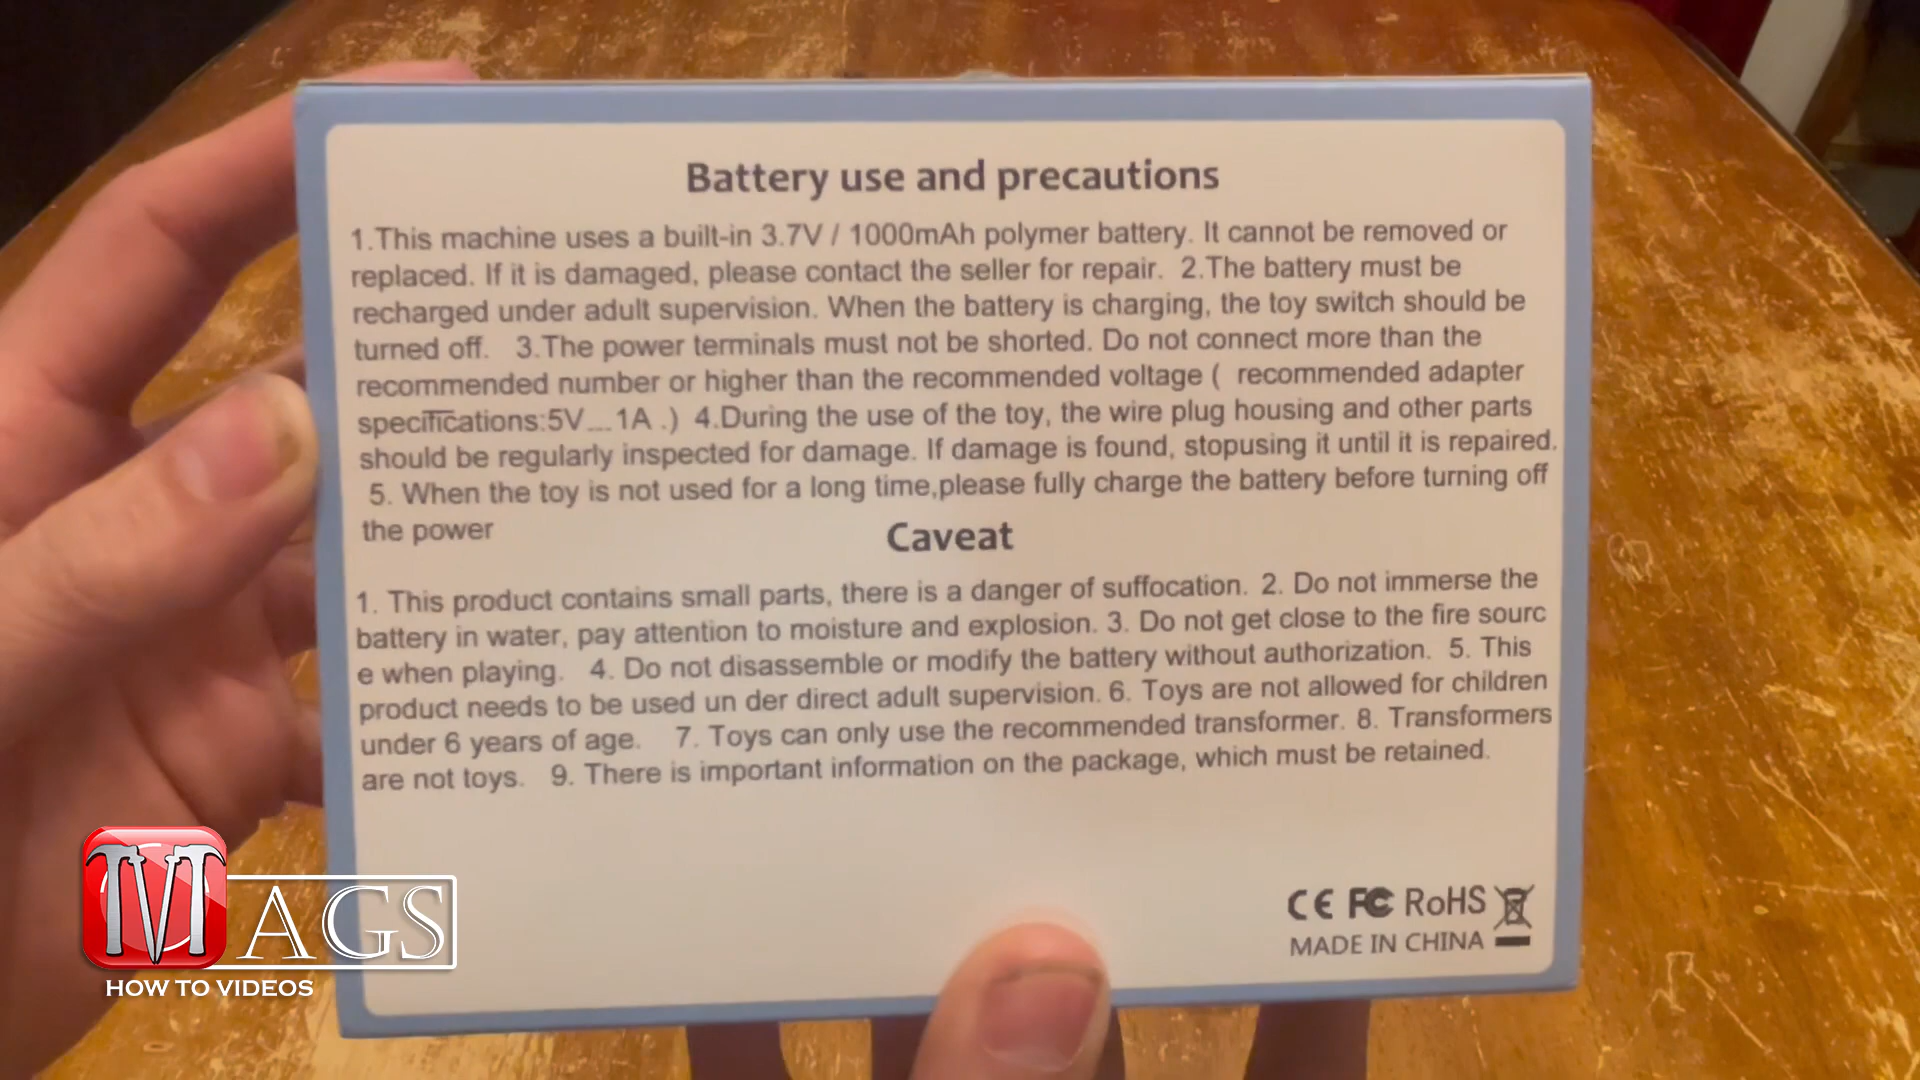 Battery use and precautions
1.This machine uses a built-in 3.7V / 1000mAh polymer battery. It cannot be removed or
replaced. If it is damaged, please contact the seller for repair. 2.The battery must be
recharged under adult supervision. When the battery is charging, the toy switch should be
turned off. 3.The power terminals must not be shorted. Do not connect more than the
recommended number or higher than the recommended voltage ( recommended adapter
specifications:5V...1A .) 4.During the use of the toy, the wire plug housing and other parts
should be regularly inspected for damage. If damage is found, stopusing it until it is repaired.
5. When the toy is not used for a long time,please fully charge the battery before turning off
the power
Caveat
1. This product contains small parts, there is a danger of suffocation. 2. Do not immerse the
battery in water, pay attention to moisture and explosion. 3. Do not get close to the fire sourc
e when playing. 4. Do not disassemble or modify the battery without authorization. 5. This
product needs to be used un der direct adult supervision. 6. Toys are not allowed for children
under 6 years of age. 7. Toys can only use the recommended transformer. 8. Transformers
are not toys. 9. There is important information on the package, which must be retained.
CE FC RoHS
MADE IN CHINA
MAGS
HOW TO VIDEOS